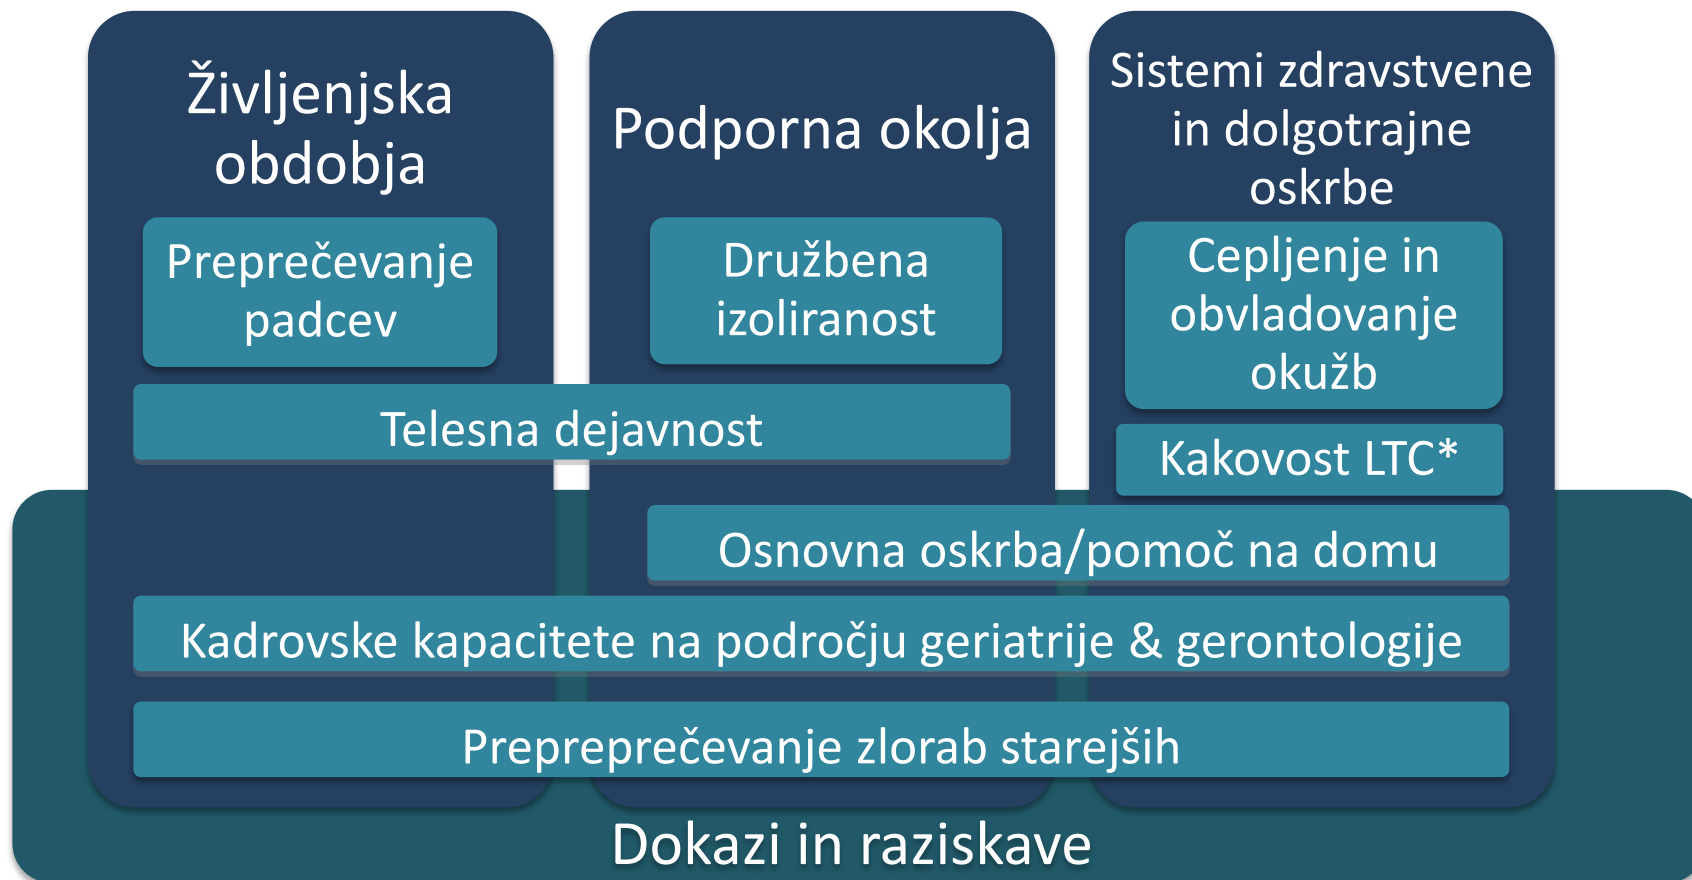 Življenjska
obdobja
Podporna okolja
Sistemi zdravstvene
in dolgotrajne
oskrbe
Preprečevanje
padcev
Družbena
izoliranost
Cepljenje in
obvladovanje
okužb
Telesna dejavnost
Kakovost LTC*
Osnovna oskrba/pomoč na domu
Kadrovske kapacitete na področju geriatrije & gerontologije
Prepreprečevanje zlorab starejših
Dokazi in raziskave